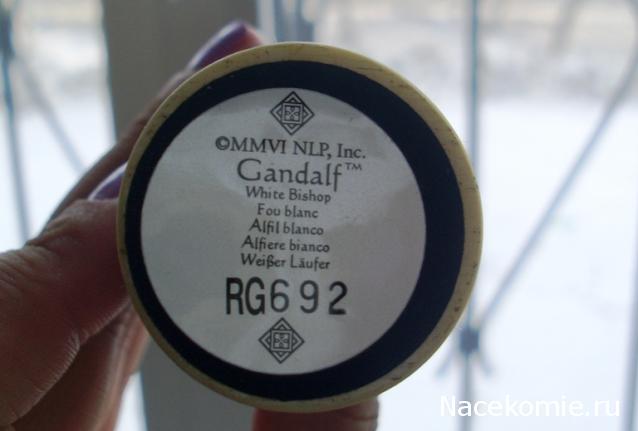 ©MMVI NLP, Inc.
Gandalf™
White Bishop
Fou blanc
Alfil blanco
Alfiere bianco
Weißer Läufer
RG692
Nacekomie.ru